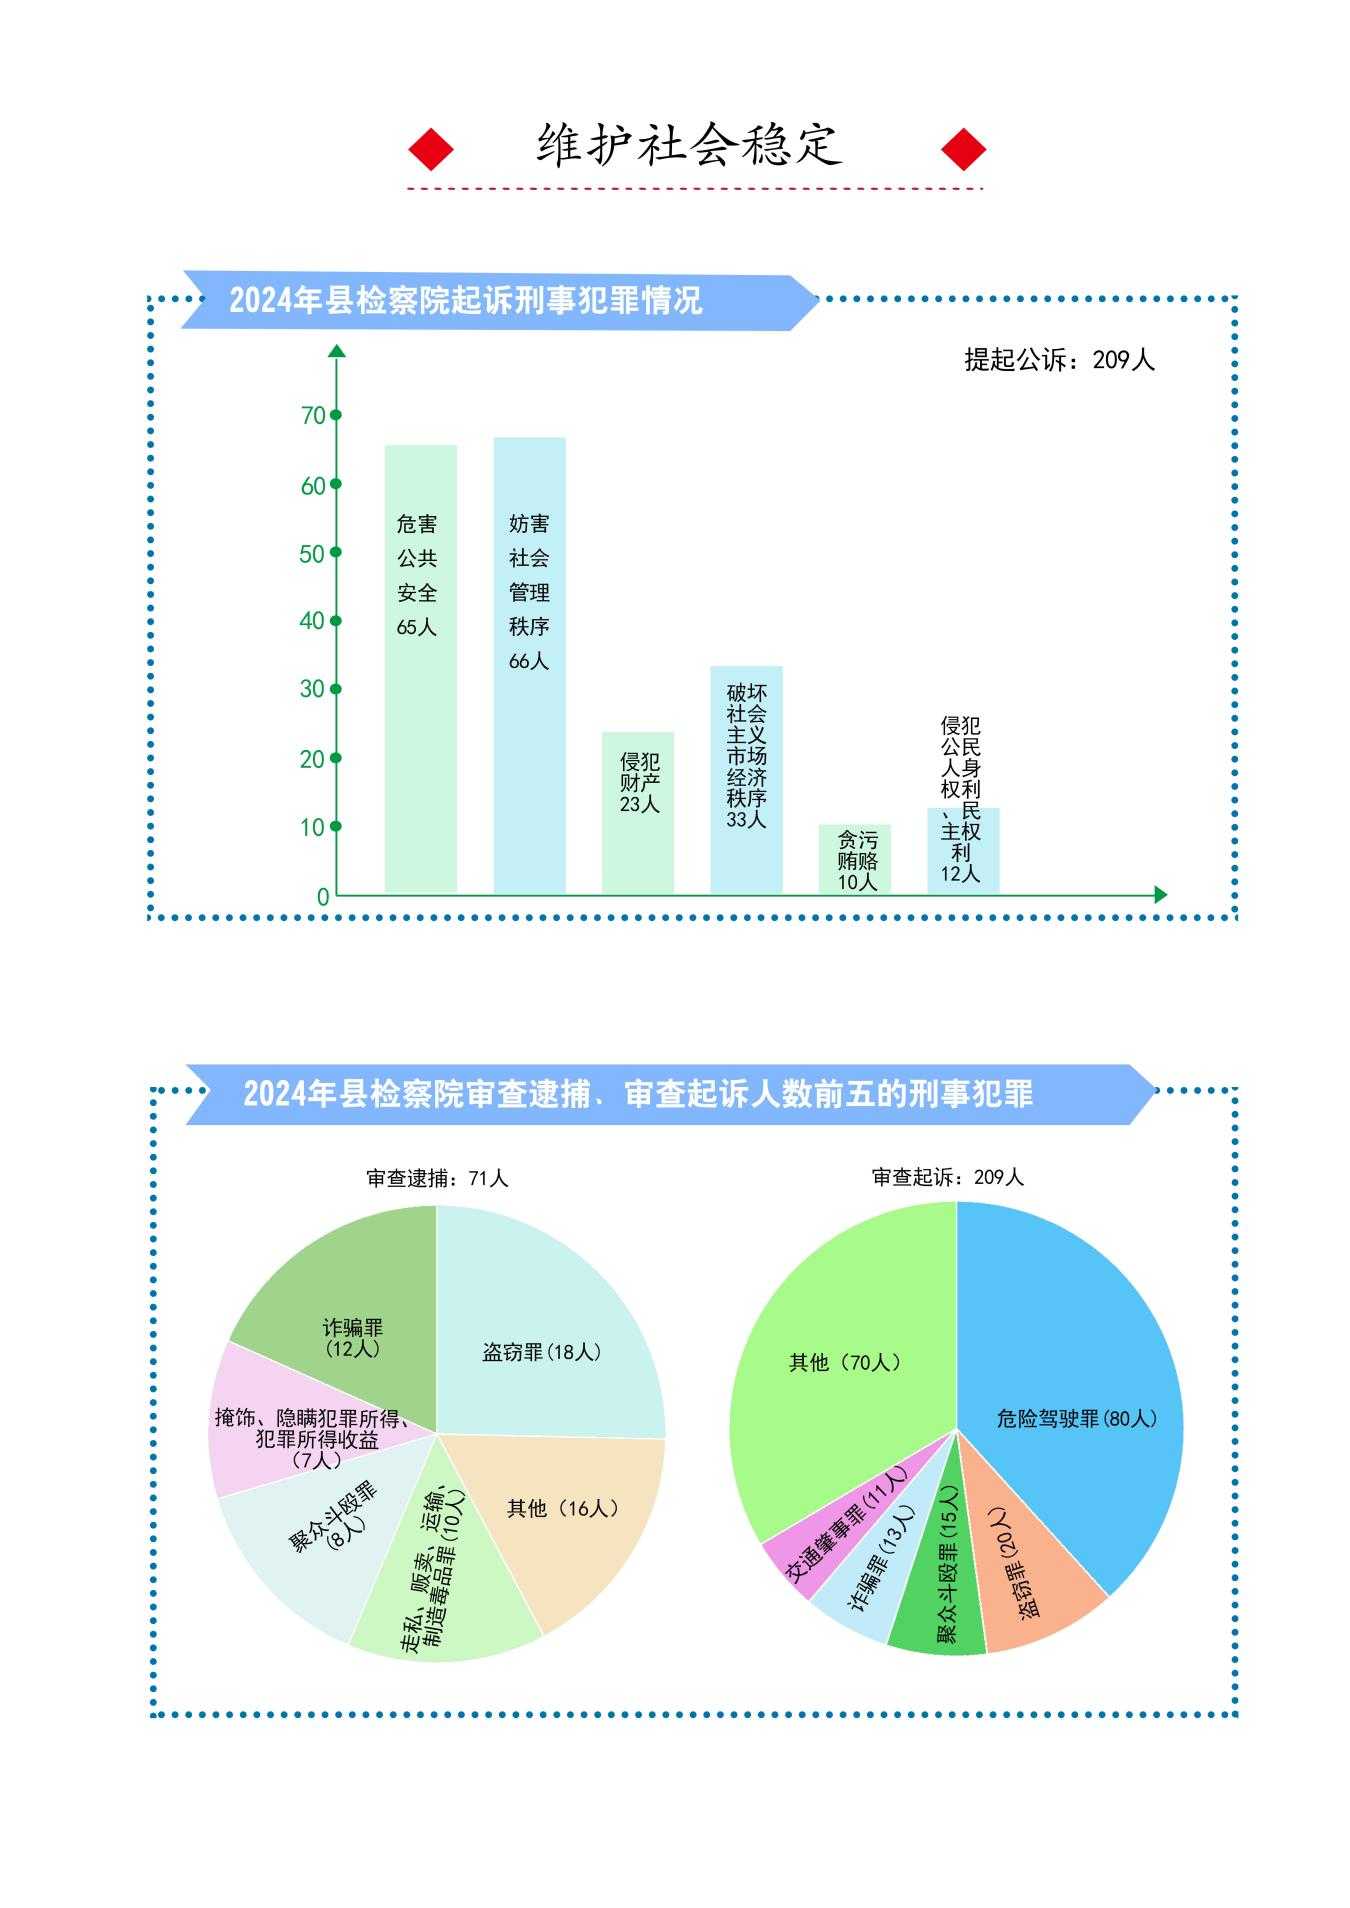 维护社会稳定
2024年县检察院起诉刑事犯罪情况
提起公诉：209人
70
60
50
40
30
20
10
0
危害
公共
安全
65人
妨害
社会
管理
秩序
66人
侵犯
财产
23人
破坏
社会
主义
市场
经济
秩序
33人
贪污
贿赂
10人
侵犯
公民
人身
权利
、民
主权
利
12人
2024年县检察院审查逮捕、审查起诉人数前五的刑事犯罪
审查逮捕：71人
诈骗罪
(12人)
盗窃罪(18人)
掩饰、隐瞒犯罪所得、
犯罪所得收益
（7人）
聚众斗殴罪
(8人)
走私、贩卖、运输、
制造毒品罪(10人)
其他（16人）
审查起诉：209人
其他（70人）
危险驾驶罪(80人)
交通肇事罪(11人)
诈骗罪(13人)
聚众斗殴罪(15人)
盗窃罪(20人)